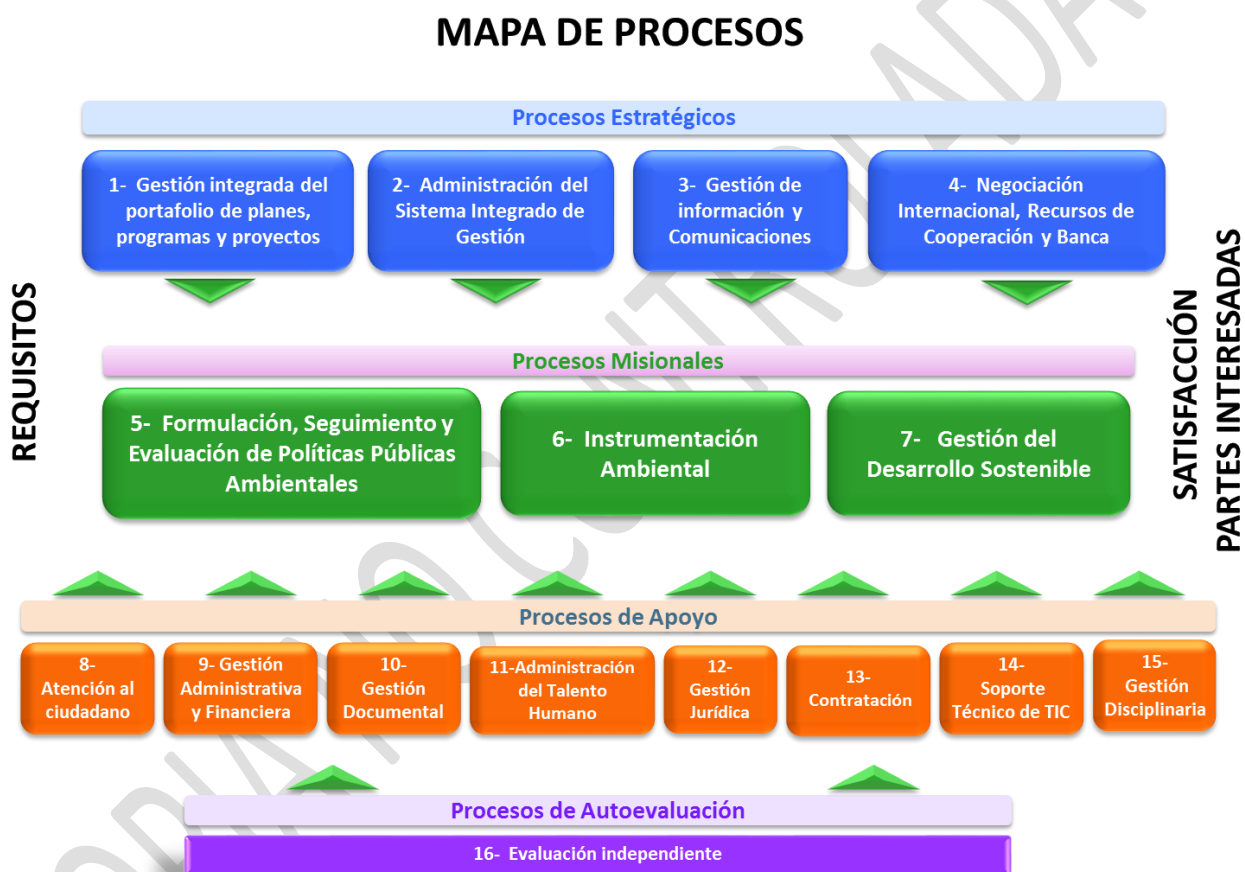 MAPA DE PROCESOS
Procesos Estratégicos
1- Gestión integrada del
portafolio de planes,
programas y proyectos
2- Administración del
Sistema Integrado de
Gestión
3- Gestión de
información y
Comunicaciones
4- Negociación
Internacional, Recursos de
Cooperación y Banca
REQUISITOS
SATISFACCIÓN
PARTES INTERESADAS
Procesos Misionales
5- Formulación, Seguimiento y
Evaluación de Políticas Públicas
Ambientales
6- Instrumentación
Ambiental
7- Gestión del
Desarrollo Sostenible
Procesos de Apoyo
8-
Atención al
ciudadano
9- Gestión
Administrativa
y Financiera
10-
Gestión
Documental
11-Administración
del Talento
Humano
12-
Gestión
Jurídica
13-
Contratación
14-
Soporte
Técnico de TIC
15-
Gestión
Disciplinaria
Procesos de Autoevaluación
16- Evaluación independiente